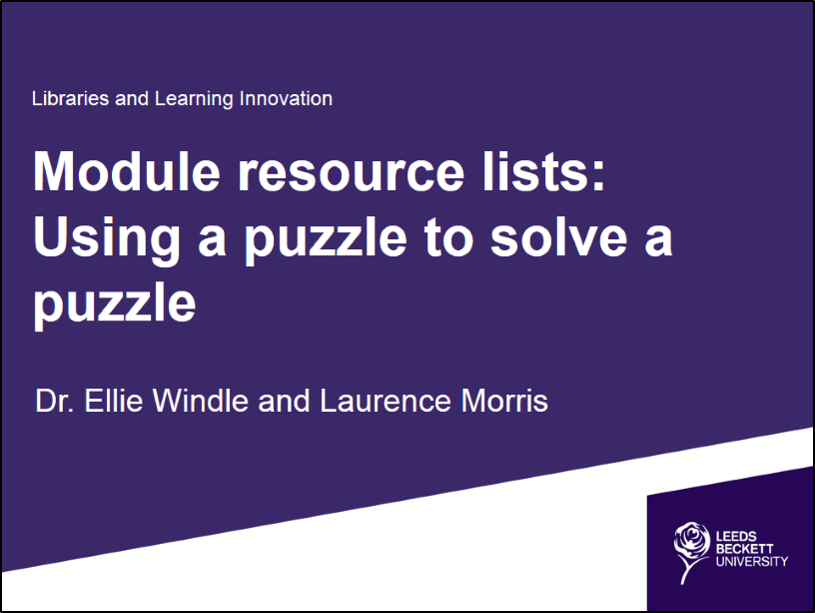 Libraries and Learning Innovation
Module resource lists:
Using a puzzle to solve a
puzzle
Dr. Ellie Windle and Laurence Morris
LEEDS
BECKETT
UNIVERSITY